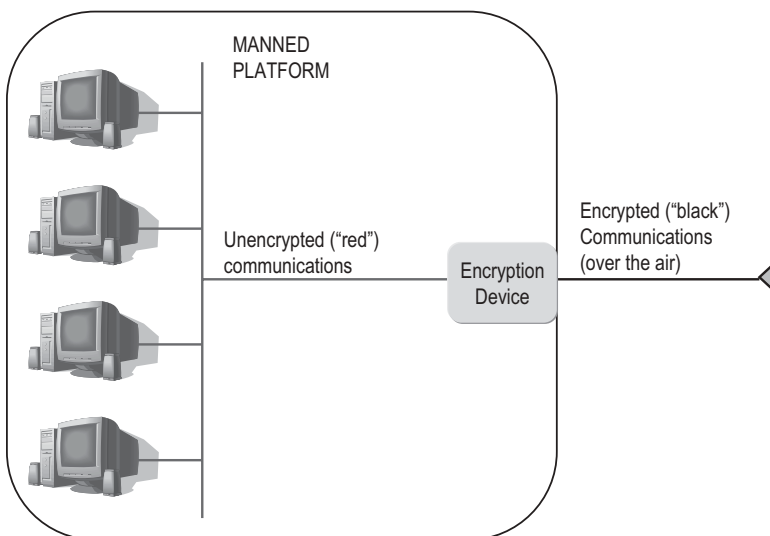 MANNED
PLATFORM
Unencrypted (“red”)
communications
Encryption
Device
Encrypted (“black”)
Communications
(over the air)